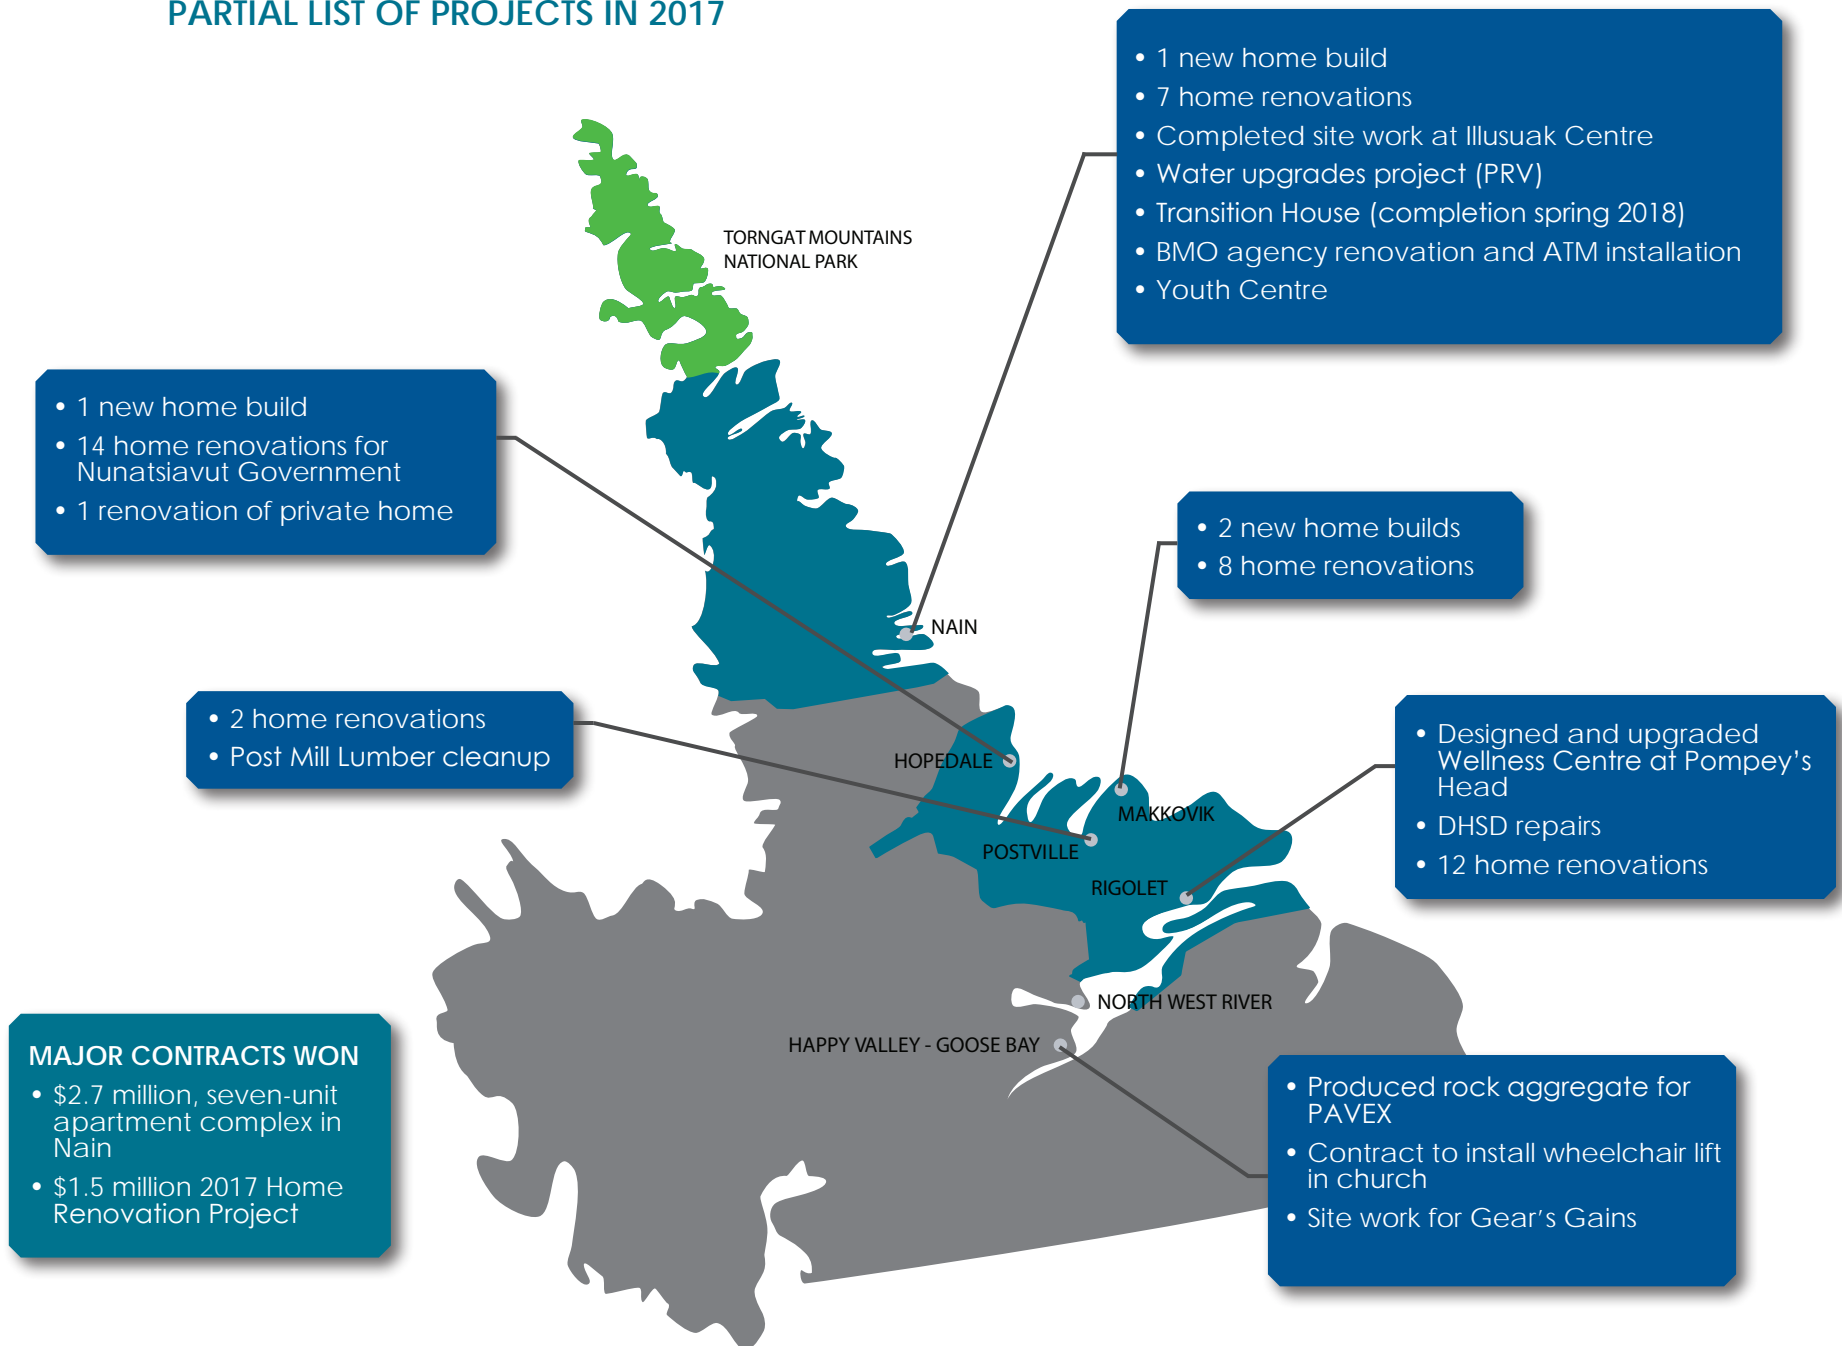 PARTIAL LIST OF PROJECTS IN 2017
• 1 new home build
• 7 home renovations
• Completed site work at Illusuak Centre
• Water upgrades project (PRV)
• Transition House (completion spring 2018)
• BMO agency renovation and ATM installation
• Youth Centre
TORNGAT MOUNTAINS
NATIONAL PARK
• 1 new home build
• 14 home renovations for
Nunatsiavut Government
• 1 renovation of private home
• 2 new home builds
• 8 home renovations
NAIN
• 2 home renovations
• Post Mill Lumber cleanup
HOPEDALE
MAKKOVIK
POSTVILLE
RIGOLET
• Designed and upgraded
Wellness Centre at Pompey’s
Head
• DHSD repairs
• 12 home renovations
NORTH WEST RIVER
HAPPY VALLEY - GOOSE BAY
MAJOR CONTRACTS WON
• $2.7 million, seven-unit
apartment complex in
Nain
• $1.5 million 2017 Home
Renovation Project
• Produced rock aggregate for
PAVEX
• Contract to install wheelchair lift
in church
• Site work for Gear’s Gains